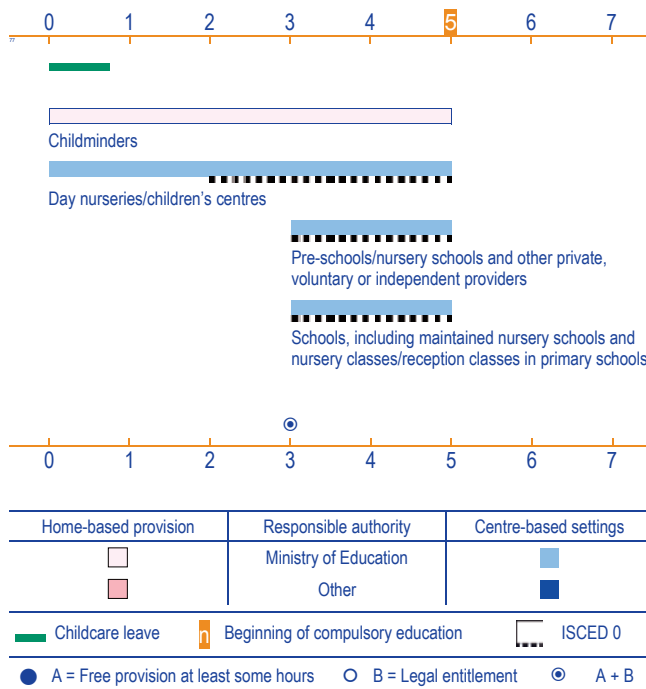 0 1 2 3 4 5 6 7
Childminders
Day nurseries/children's centres
Pre-schools/nursery schools and other private,
voluntary or independent providers
Schools, including maintained nursery schools and
nursery classes/reception classes in primary schools
0 1 2 3 4 5 6 7
Home-based provision Responsible authority Centre-based settings
Ministry of Education
Other
Childcare leave n Beginning of compulsory education ISCED 0
A = Free provision at least some hours B = Legal entitlement A + B